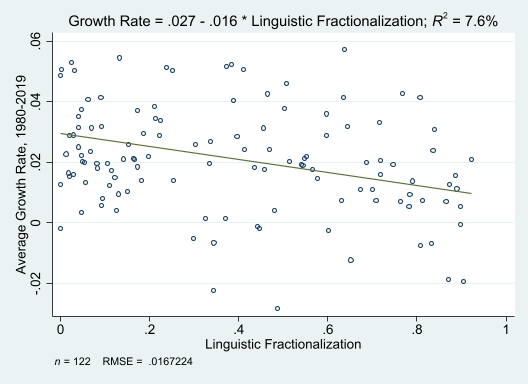 Growth Rate = .027 - .016 * Linguistic Fractionalization; R² = 7.6%
Average Growth Rate, 1980-2019
.06
.04
.02
0
-.02
0 .2 .4 .6 .8 1
Linguistic Fractionalization
n = 122 RMSE = .0167224